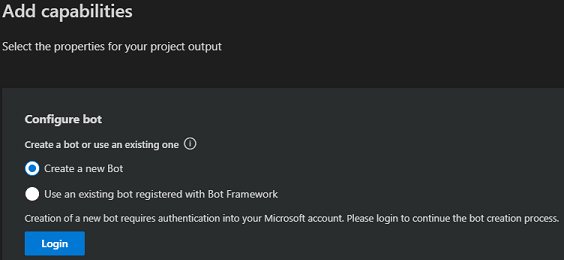 Add capabilities
Select the properties for your project output
Configure bot
Create a bot or use an existing one
Create a new Bot
Use an existing bot registered with Bot Framework
Creation of a new bot requires authentication into your Microsoft account. Please login to continue the bot creation process.
Login